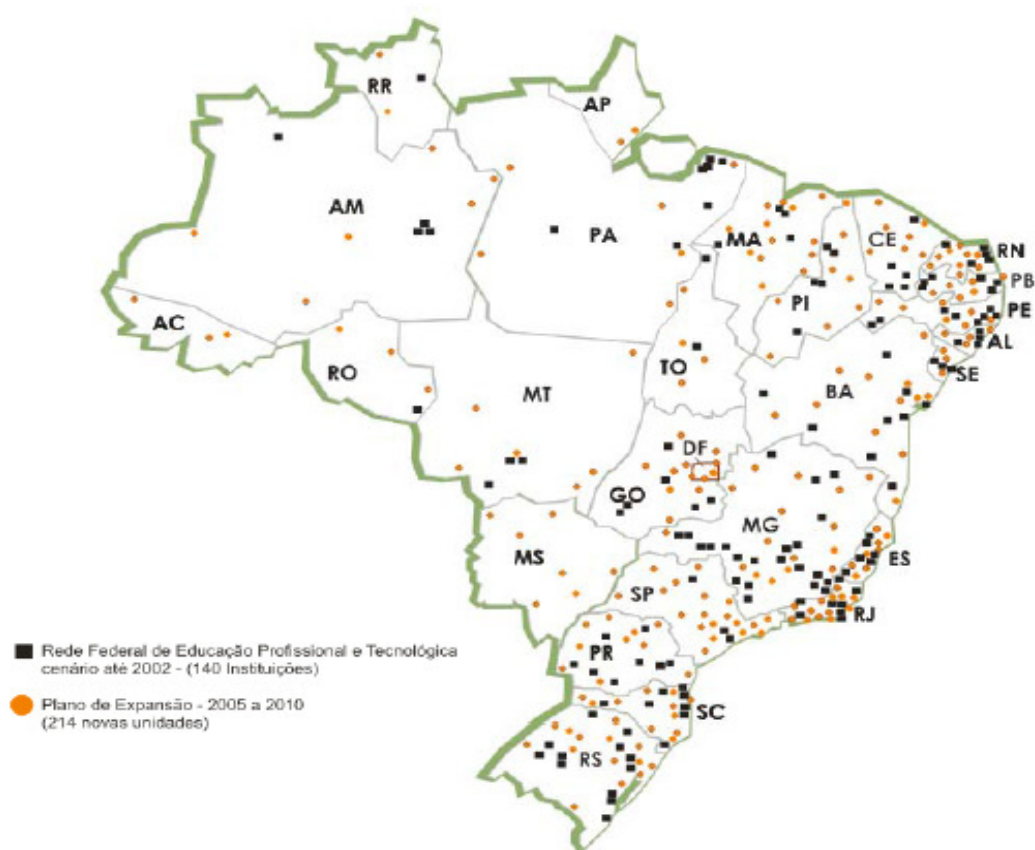 RR
AP
AM
PA
MA
CE
RN
PB
PE
AC
PI
AL
RO
TO
SE
MT
BA
DF
GO
MG
MS
ES
SP
RJ
Rede Federal de Educação Profissional e Tecnológica
cenário até 2002 - (140 Instituições)
PR
Plano de Expansão - 2005 a 2010
(214 novas unidades)
SC
RS